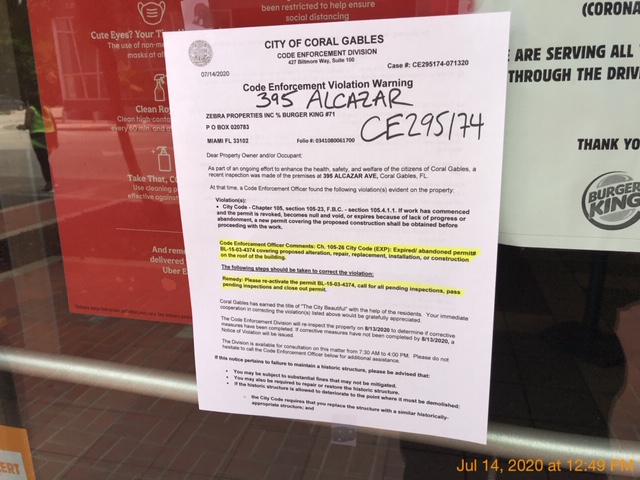 Cute Eyes? Your
The use of non-m
masks at all
been restricted to help ensure
social distancing
Clean Ro
Clean high-conta
every 60 min. and m
Take That, C
Use cleaning p
effective against
And rem
deliver
Uber E
CITY OF CORAL GABLES
CODE ENFORCEMENT DIVISION
427 Biltmore Way, Suite 100
07/14/2020
Case #: CE295174-071320
Code Enforcement Violation Warning
395 ALCAZAR
CE295174
ZEBRA PROPERTIES INC % BURGER KING #71
P O BOX 020783
MIAMI FL 33102
Folio #: 0341080061700
Dear Property Owner and/or Occupant:
As part of an ongoing effort to enhance the health, safety, and welfare of the citizens of Coral Gables, a
recent inspection was made of the premises at 395 ALCAZAR AVE, Coral Gables, FL.
At that time, a Code Enforcement Officer found the following violation(s) evident on the property:
Violation(s):
• City Code - Chapter 105, section 105-23, F.B.C. - section 105.4.1.1. If work has commenced
and the permit is revoked, becomes null and void, or expires because of lack of progress or
abandonment, a new permit covering the proposed construction shall be obtained before
proceeding with the work.
Code Enforcement Officer Comments: Ch. 105-26 City Code (EXP): Expired/ abandoned permit#
BL-15-03-4374 covering proposed alteration, repair, replacement, installation, or construction
on the roof of the building.
The following steps should be taken to correct the violation:
Remedy: Please re-activate the permit BL-15-03-4374, call for all pending inspections, pass
pending inspections and close out permit.
Coral Gables has earned the title of "The City Beautiful" with the help of the residents. Your immediate
cooperation in correcting the violation(s) listed above would be gratefully appreciated.
The Code Enforcement Division will re-inspect the property on 8/13/2020 to determine if corrective
measures have been completed. If corrective measures have not been completed by 8/13/2020, a
Notice of Violation will be issued.
The Division is available for consultation on this matter from 7:30 AM to 4:00 PM. Please do not
hesitate to call the Code Enforcement Officer below for additional assistance.
If this notice pertains to failure to maintain a historic structure, please be advised that:
• You may be subject to substantial fines that may not be mitigated.
• You may also be required to repair or restore the historic structure.
• If the historic structure is allowed to deteriorate to the point where it must be demolished:
○ the City Code requires that you replace the structure with a similar historically-
appropriate structure; and
(CORONA
ARE SERVING ALL
THROUGH THE DRIV
THANK YO
BURGER
KING
ERT
Jul 14, 2020 at 12:49 PM